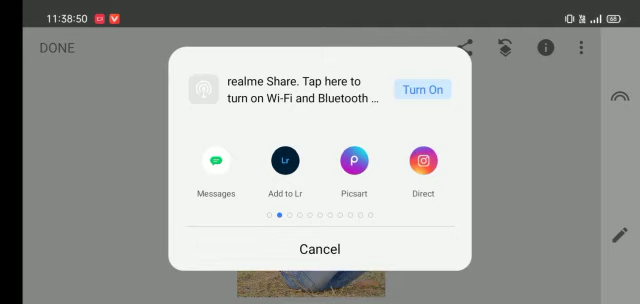 11:38:50
68
DONE
realme Share. Tap here to
turn on Wi-Fi and Bluetooth ...
Turn On
Lr
Messages
Add to Lr
Picsart
Direct
Cancel